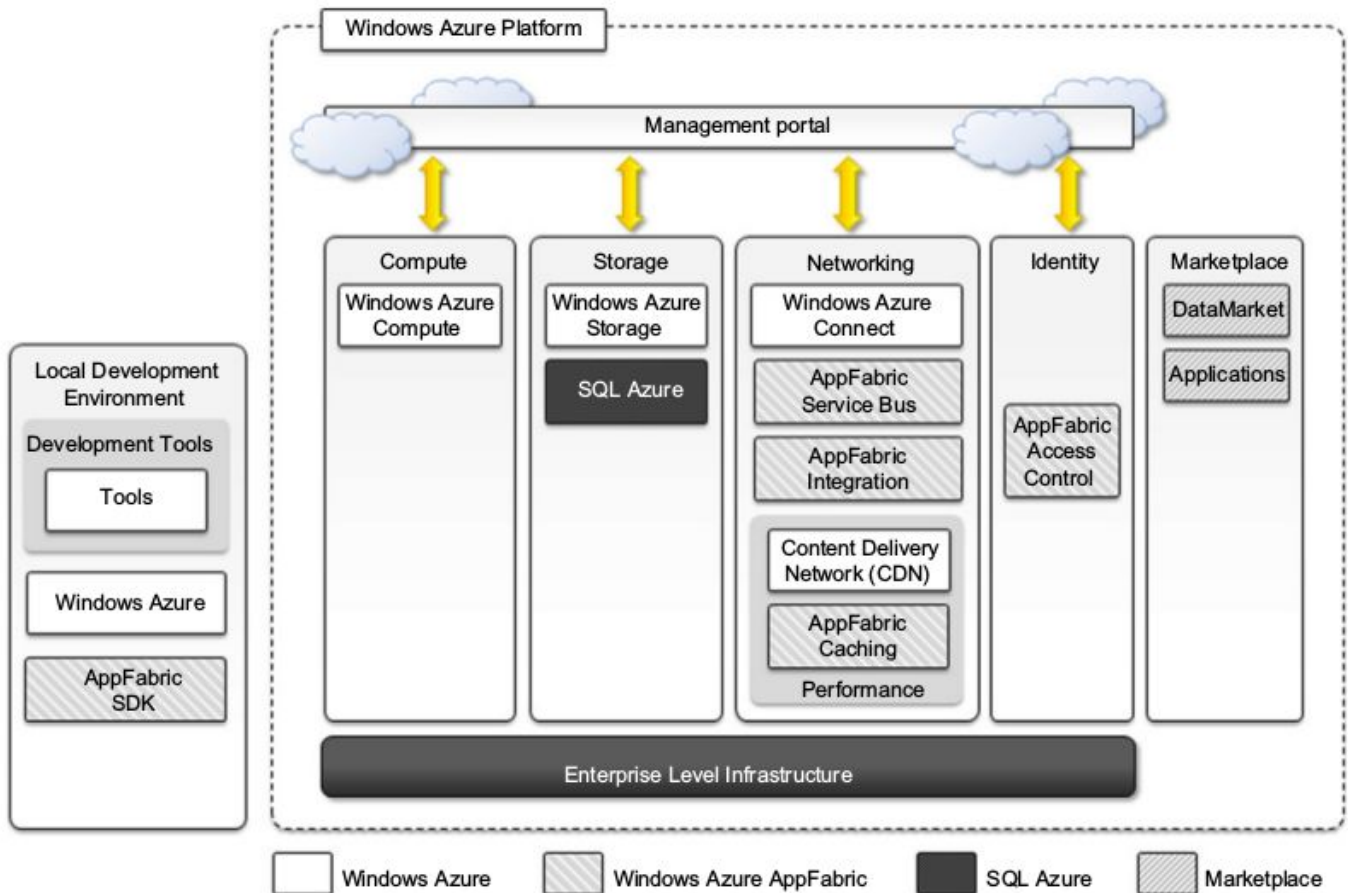 Windows Azure Platform
Management portal
Compute
Windows Azure
Compute
Storage
Windows Azure
Storage
SQL Azure
Networking
Windows Azure
Connect
AppFabric
Service Bus
AppFabric
Integration
Content Delivery
Network (CDN)
AppFabric
Caching
Performance
Identity
AppFabric
Access
Control
Marketplace
DataMarket
Applications
Local Development
Environment
Development Tools
Tools
Windows Azure
AppFabric
SDK
Enterprise Level Infrastructure
Windows Azure
Windows Azure AppFabric
SQL Azure
Marketplace